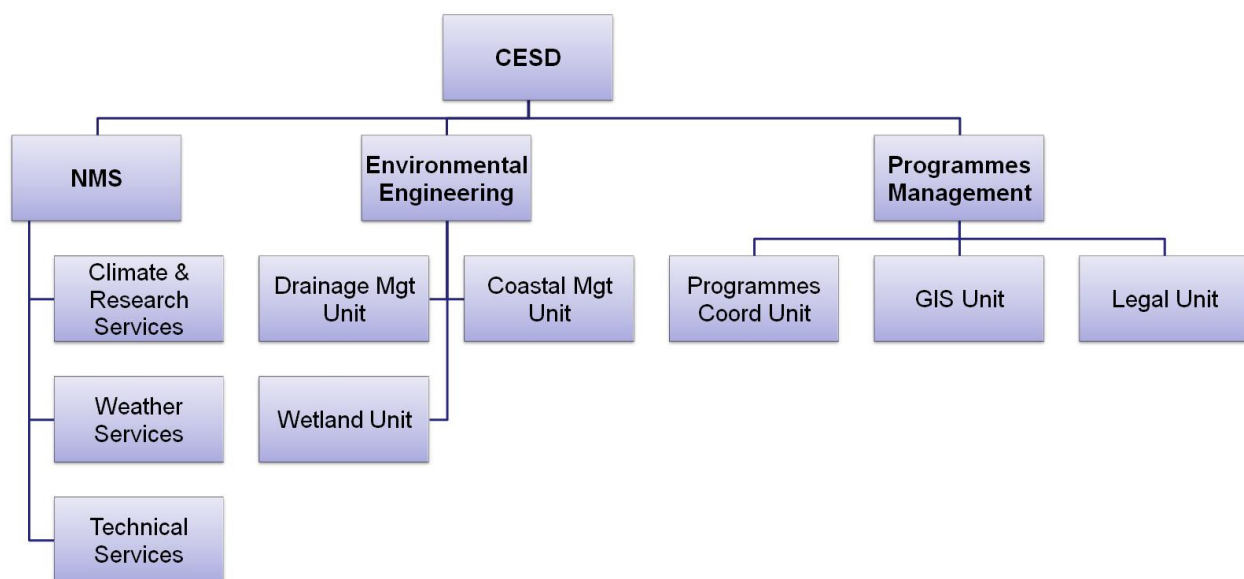 CESD
NMS
Environmental
Engineering
Programmes
Management
Climate &
Research
Services
Drainage Mgt
Unit
Coastal Mgt
Unit
Programmes
Coord Unit
GIS Unit
Legal Unit
Weather
Services
Wetland Unit
Technical
Services